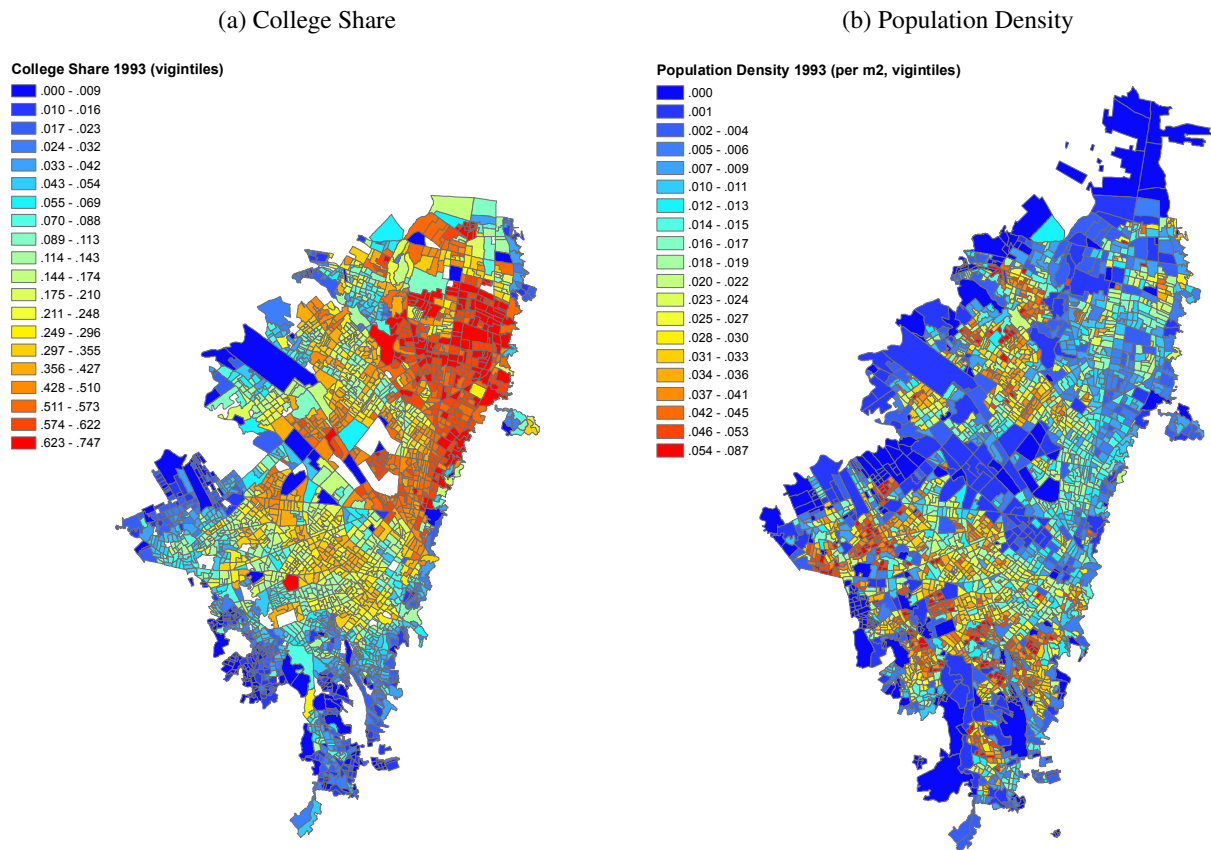 (a) College Share
College Share 1993 (vigintiles)
.000 - .009
.010 - .016
.017 - .023
.024 - .032
.033 - .042
.043 - .054
.055 - .069
.070 - .088
.089 - .113
.114 - .143
.144 - .174
.175 - .210
.211 - .248
.249 - .296
.297 - .355
.356 - .427
.428 - .510
.511 - .573
.574 - .622
.623 - .747
(b) Population Density
Population Density 1993 (per m2, vigintiles)
.000
.001
.002 - .004
.005 - .006
.007 - .009
.010 - .011
.012 - .013
.014 - .015
.016 - .017
.018 - .019
.020 - .022
.023 - .024
.025 - .027
.028 - .030
.031 - .033
.034 - .036
.037 - .041
.042 - .045
.046 - .053
.054 - .087